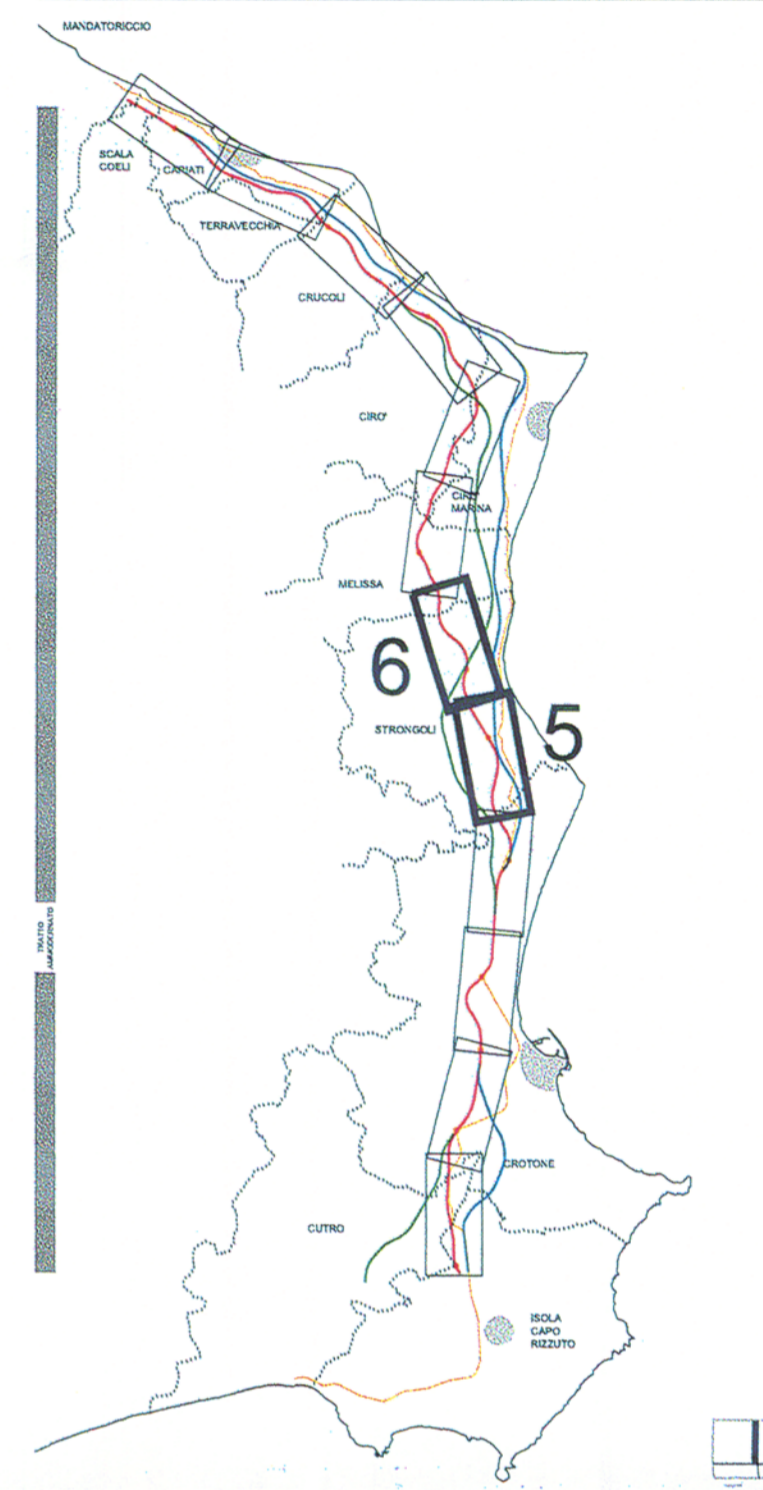 MANDATORICCIO
SCALA
COELI
CARIATI
TERRAVECCHIA
CRUCOLI
CIRO'
CIRO'
MARINA
MELISSA
6
STRONGOLI
5
TRATTO
AMMODERNATO
CROTONE
CUTRO
ISOLA
CAPO
RIZZUTO